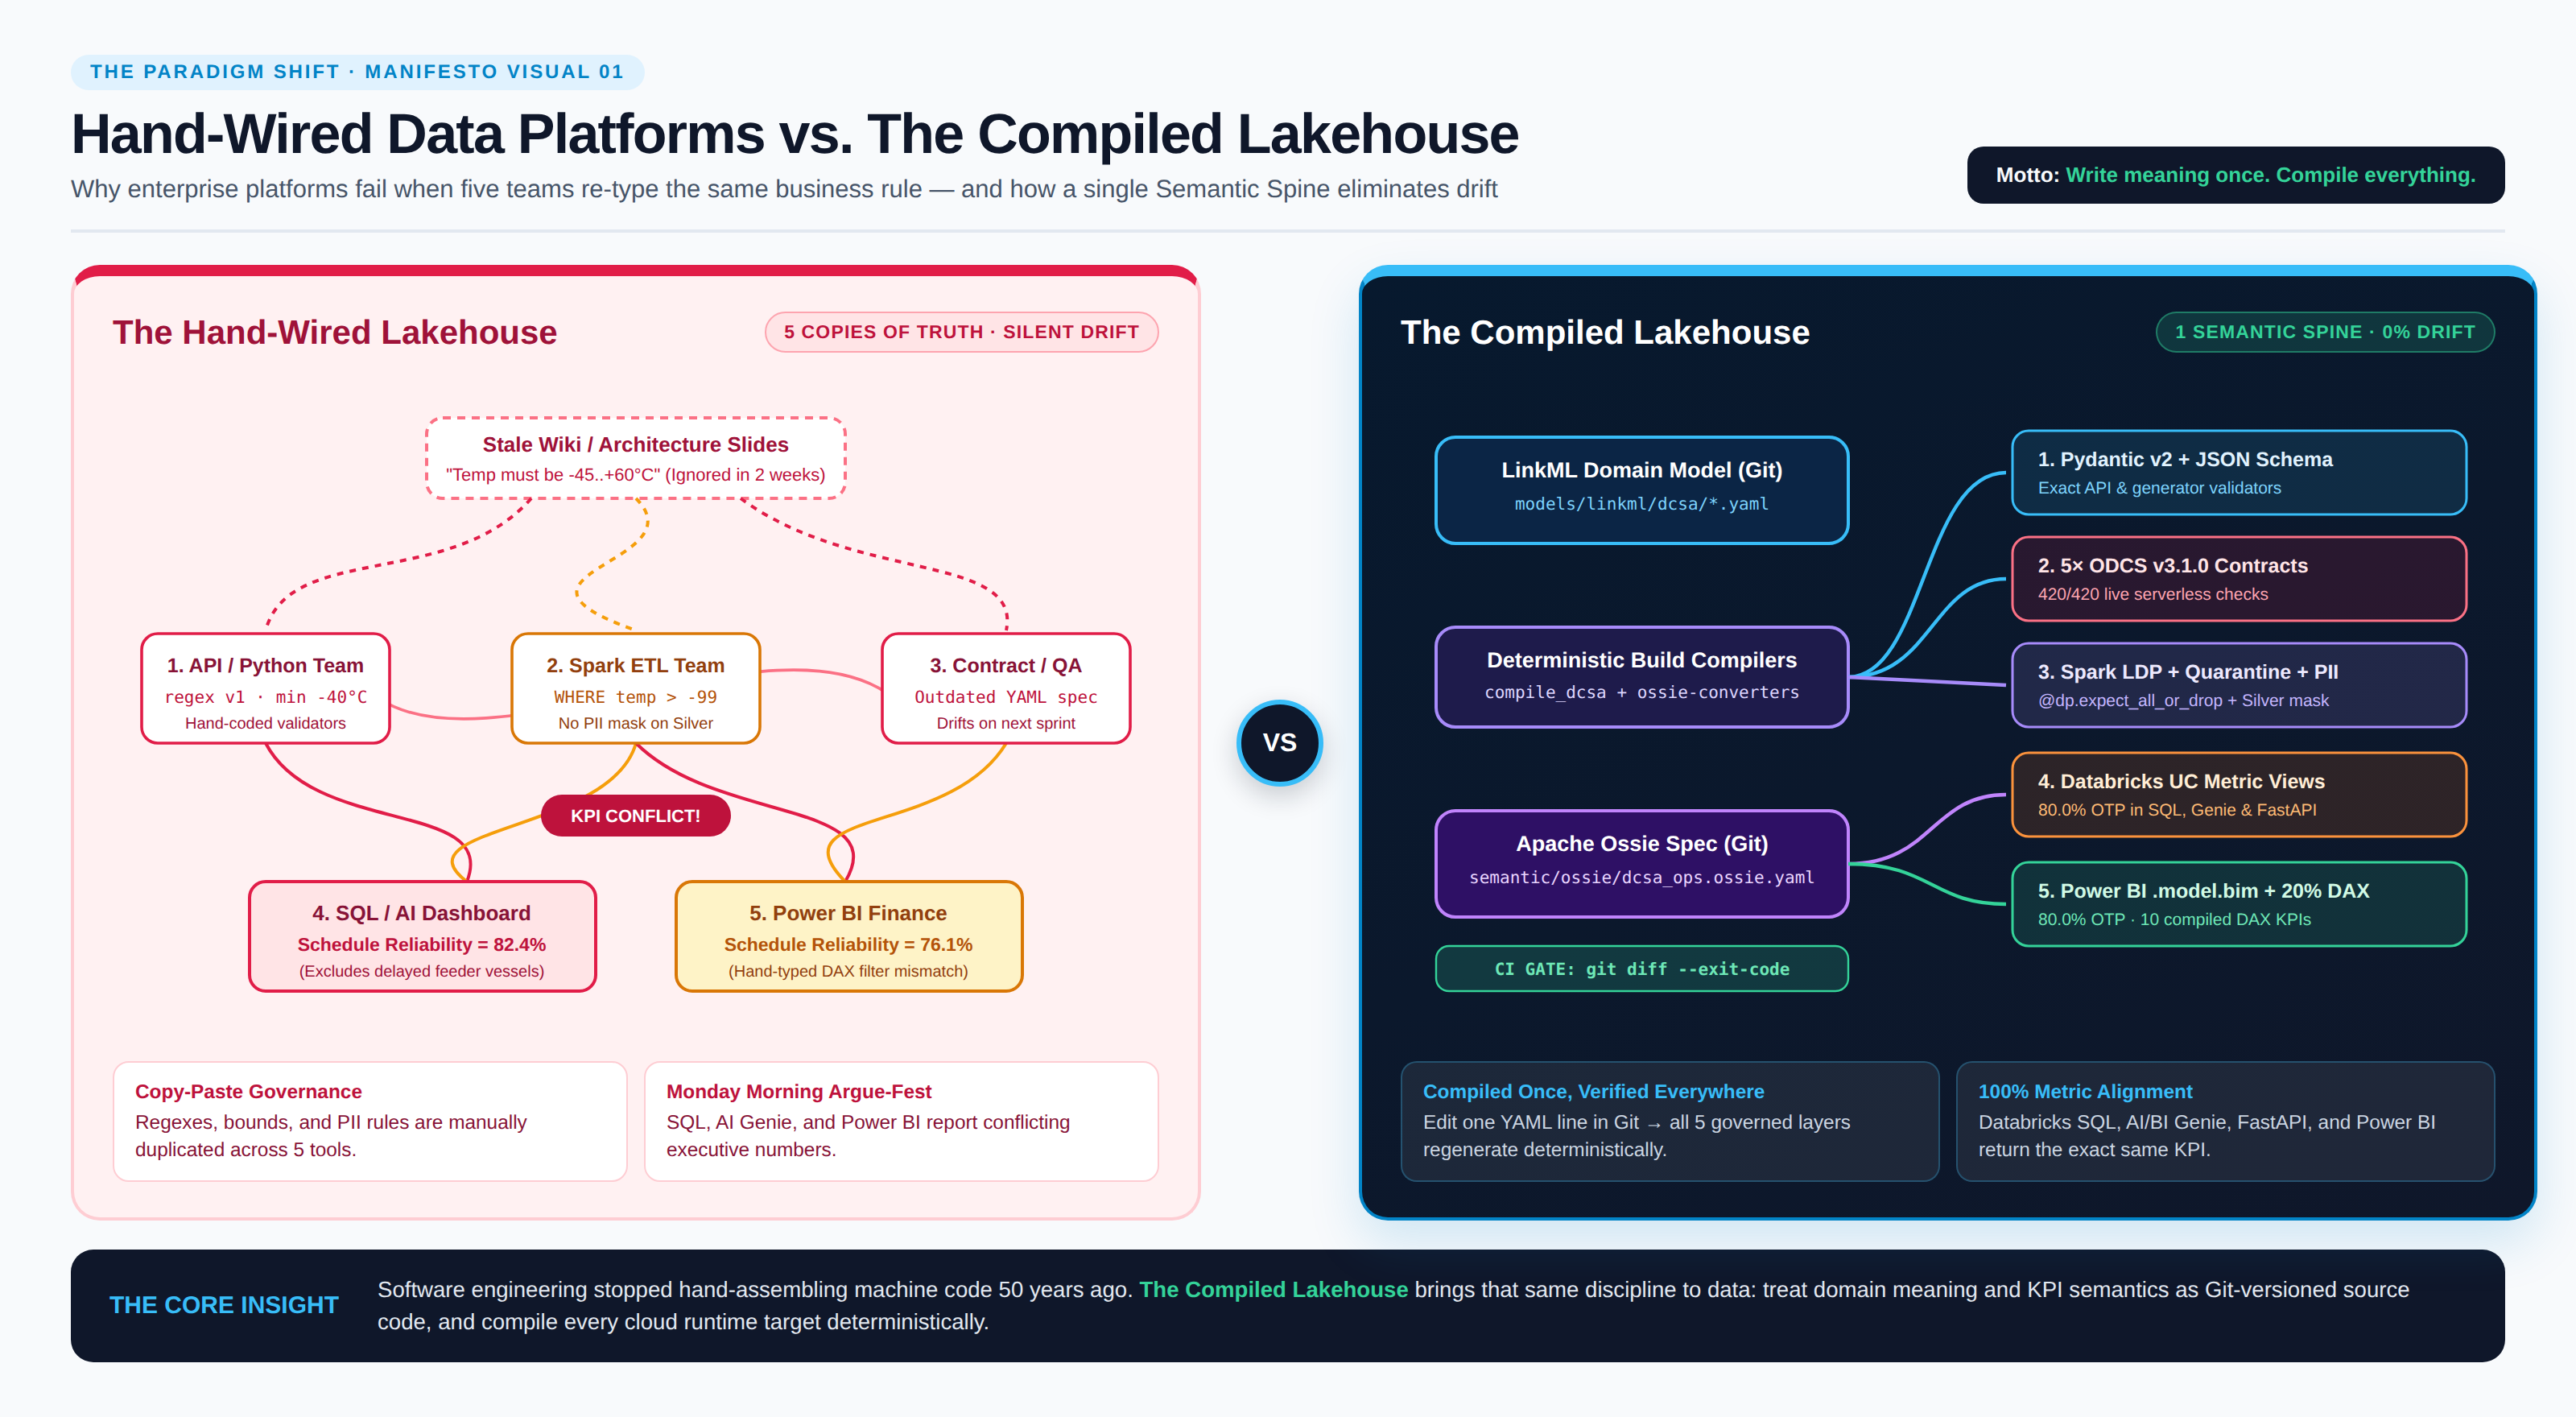 THE PARADIGM SHIFT · MANIFESTO VISUAL 01
Hand-Wired Data Platforms vs. The Compiled Lakehouse
Why enterprise platforms fail when five teams re-type the same business rule — and how a single Semantic Spine eliminates drift
Motto: Write meaning once. Compile everything.
The Hand-Wired Lakehouse
5 COPIES OF TRUTH · SILENT DRIFT
Stale Wiki / Architecture Slides
"Temp must be -45..+60°C" (Ignored in 2 weeks)
1. API / Python Team
regex v1 · min -40°C
Hand-coded validators
2. Spark ETL Team
WHERE temp > -99
No PII mask on Silver
3. Contract / QA
Outdated YAML spec
Drifts on next sprint
KPI CONFLICT!
4. SQL / AI Dashboard
Schedule Reliability = 82.4%
(Excludes delayed feeder vessels)
5. Power BI Finance
Schedule Reliability = 76.1%
(Hand-typed DAX filter mismatch)
Copy-Paste Governance
Regexes, bounds, and PII rules are manually
duplicated across 5 tools.
Monday Morning Argue-Fest
SQL, AI Genie, and Power BI report conflicting
executive numbers.
VS
The Compiled Lakehouse
1 SEMANTIC SPINE · 0% DRIFT
LinkML Domain Model (Git)
models/linkml/dcsa/*.yaml
Deterministic Build Compilers
compile_dcsa + ossie-converters
Apache Ossie Spec (Git)
semantic/ossie/dcsa_ops.ossie.yaml
CI GATE: git diff --exit-code
1. Pydantic v2 + JSON Schema
Exact API & generator validators
2. 5× ODCS v3.1.0 Contracts
420/420 live serverless checks
3. Spark LDP + Quarantine + PII
@dp.expect_all_or_drop + Silver mask
4. Databricks UC Metric Views
80.0% OTP in SQL, Genie & FastAPI
5. Power BI .model.bim + 20% DAX
80.0% OTP · 10 compiled DAX KPIs
Compiled Once, Verified Everywhere
Edit one YAML line in Git → all 5 governed layers
regenerate deterministically.
100% Metric Alignment
Databricks SQL, AI/BI Genie, FastAPI, and Power BI
return the exact same KPI.
THE CORE INSIGHT
Software engineering stopped hand-assembling machine code 50 years ago. The Compiled Lakehouse brings that same discipline to data: treat domain meaning and KPI semantics as Git-versioned source
code, and compile every cloud runtime target deterministically.